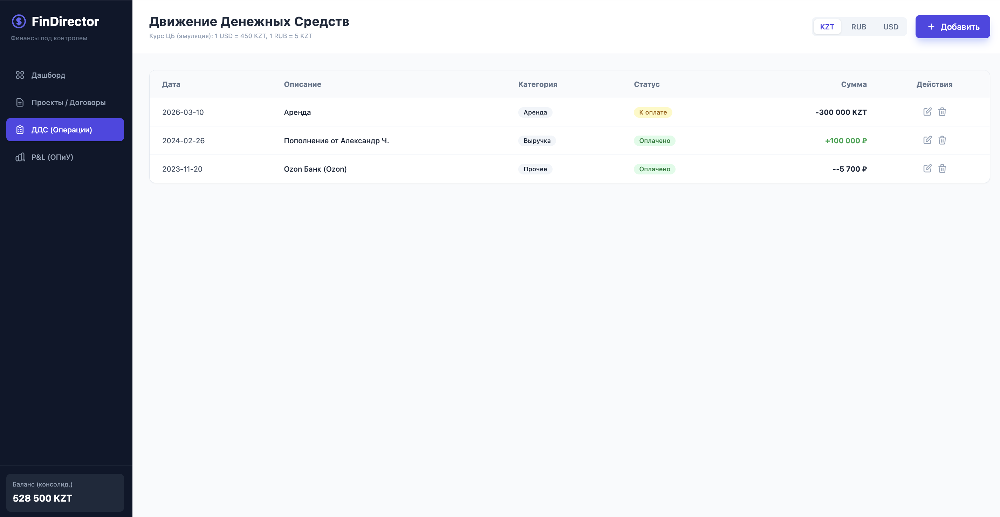 FinDirector
Финансы под контролем
Дашборд
Проекты / Договоры
ДДС (Операции)
P&L (ОПиУ)
Баланс (консолид.)
528 500 KZT
Движение Денежных Средств
Курс ЦБ (эмуляция): 1 USD = 450 KZT, 1 RUB = 5 KZT
KZT RUB USD + Добавить
Дата Описание Категория Статус Сумма Действия
2026-03-10 Аренда Аренда К оплате -300 000 KZT
2024-02-26 Пополнение от Александр Ч. Выручка Оплачено +100 000 ₽
2023-11-20 Ozon Банк (Ozon) Прочее Оплачено --5 700 ₽